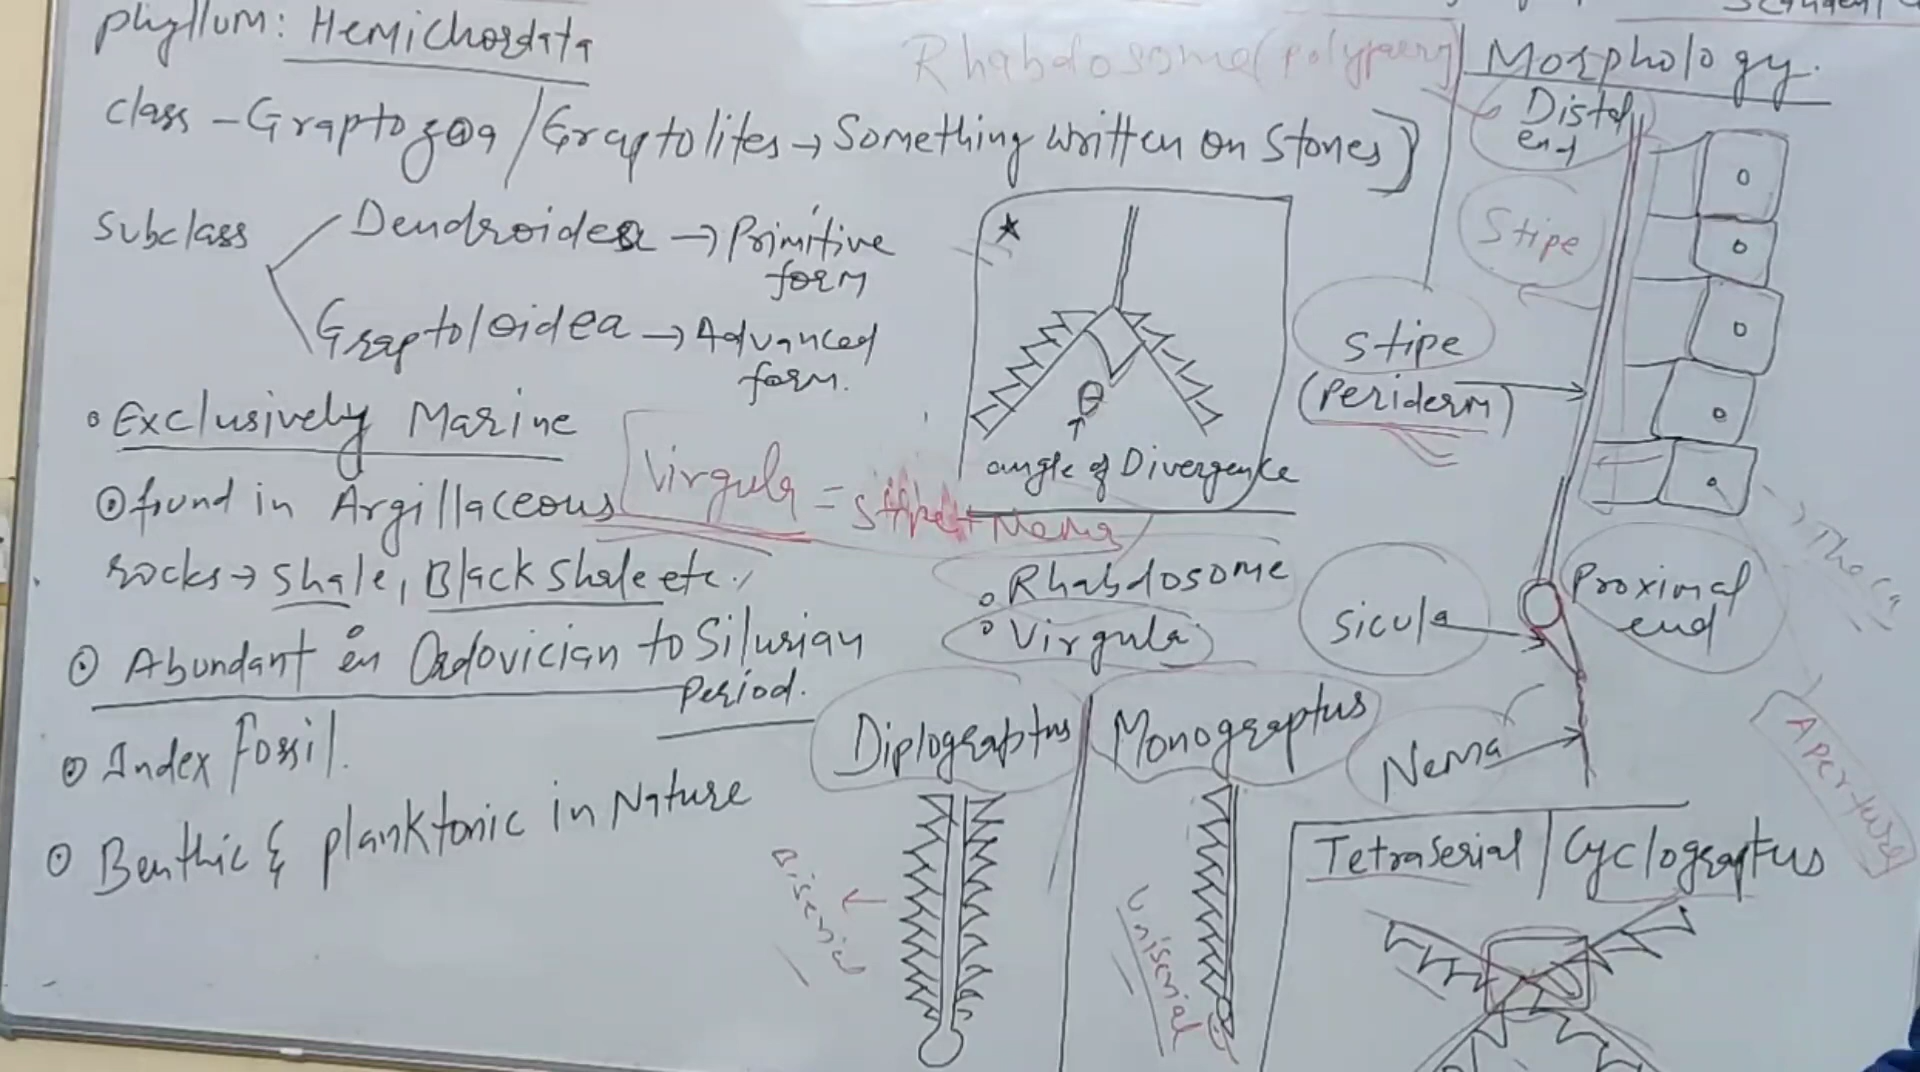 phyllum: Hemichordata
class - Graptozoa / Graptolites → Something written on Stones]
Subclass
Dendroidea → Primitive form
Graptoloidea → Advanced form.
Exclusively Marine
found in Argillaceous
rocks → Shale, Black Shale etc.
Abundant in Ordovician to Silurian
Period.
Index Fossil.
Benthic & planktonic in Nature
Rhabdosome (polypaery)
θ
angle of Divergence
Virgula = Stipe + Nema
Rhabdosome
Virgula
Diplograptus
Biserial
Monograptus
Uniserial
Morphology.
Distal
end
Stipe
Stipe
(Periderm)
Sicula
Proximal
end
Nema
Aperture
Tetraserial | Cyclograptus